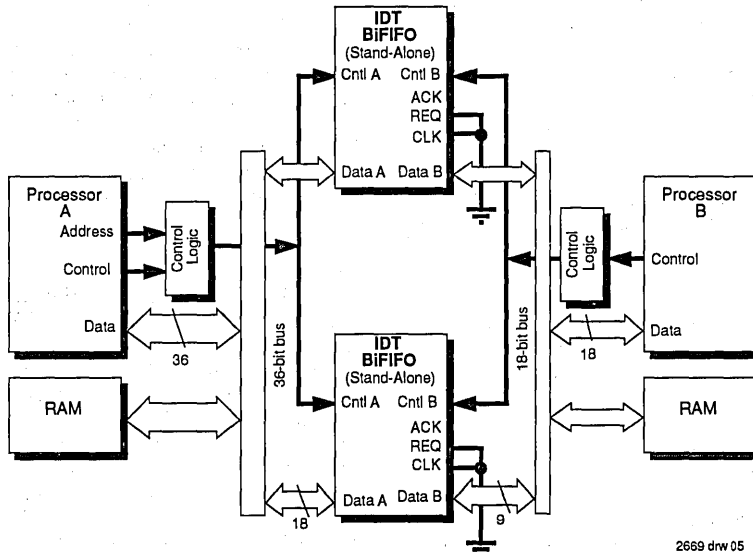 IDT
BiFIFO
(Stand-Alone)
Cntl A Cntl B
ACK
REQ
CLK
Data A Data B
Processor
A
Address
Control
Data
Control
Logic
36
RAM
36-bit bus
18-bit bus
Control
Logic
Processor
B
Control
Data
18
RAM
IDT
BiFIFO
(Stand-Alone)
Cntl A Cntl B
ACK
REQ
CLK
Data A Data B
18
9
2669 drw 05